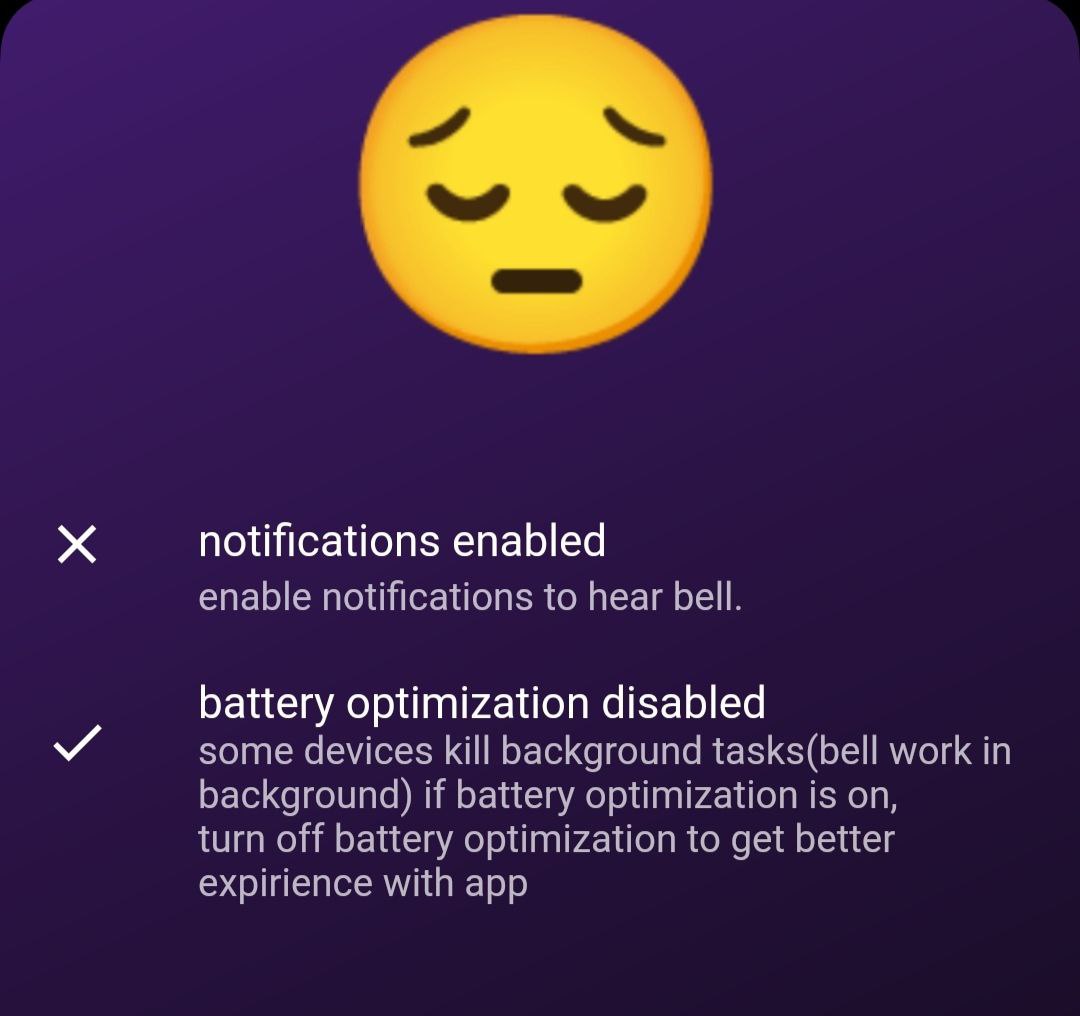 notifications enabled
enable notifications to hear bell.
battery optimization disabled
some devices kill background tasks(bell work in
background) if battery optimization is on,
turn off battery optimization to get better
expirience with app